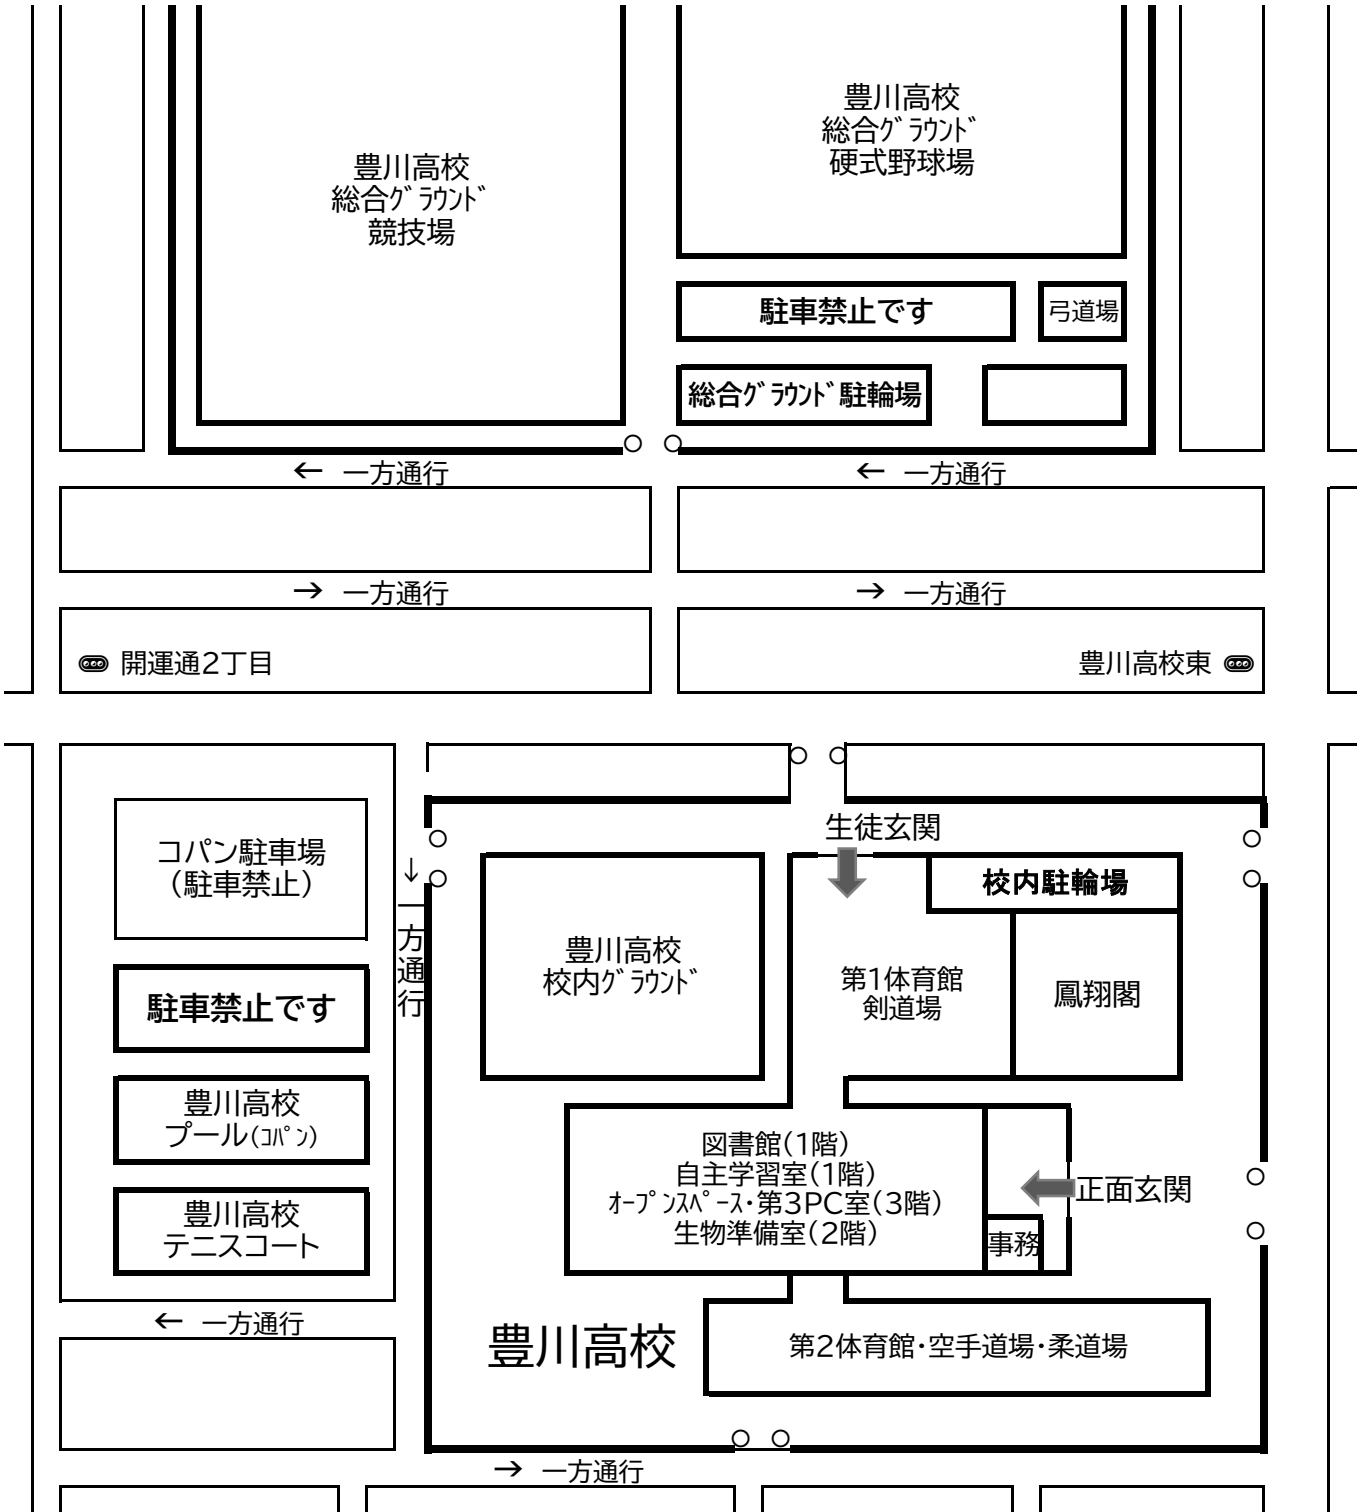 豊川高校
総合ｸﾞﾗｳﾝﾄﾞ
硬式野球場
豊川高校
総合ｸﾞﾗｳﾝﾄﾞ
競技場
駐車禁止です
弓道場
総合ｸﾞﾗｳﾝﾄﾞ駐輪場
← 一方通行
← 一方通行
→ 一方通行
→ 一方通行
開運通2丁目
豊川高校東
生徒玄関
コパン駐車場
（駐車禁止）
↓一方通行
校内駐輪場
豊川高校
校内ｸﾞﾗｳﾝﾄﾞ
第1体育館
剣道場
鳳翔閣
駐車禁止です
豊川高校
プール(ｺﾊﾟﾝ)
図書館(1階)
自主学習室(1階)
ｵｰﾌﾟﾝｽﾍﾟｰｽ・第3PC室(3階)
生物準備室(2階)
正面玄関
事務
豊川高校
テニスコート
← 一方通行
豊川高校
第2体育館・空手道場・柔道場
→ 一方通行